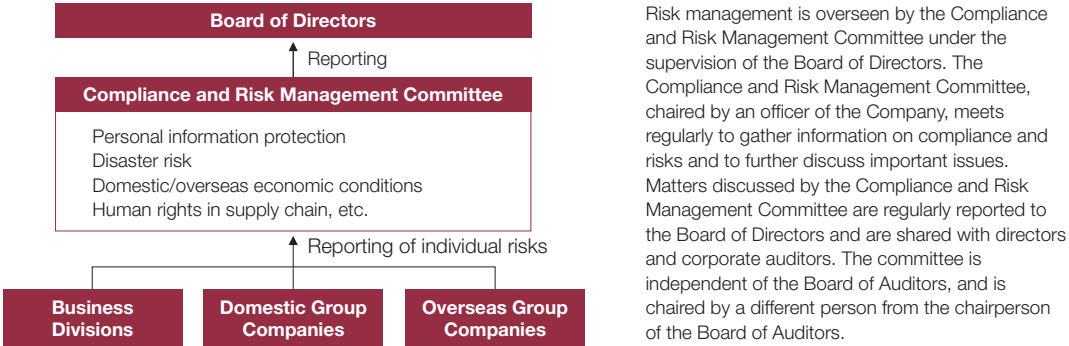 Board of Directors
Reporting
Compliance and Risk Management Committee
Personal information protection
Disaster risk
Domestic/overseas economic conditions
Human rights in supply chain, etc.
Reporting of individual risks
Business
Divisions
Domestic Group
Companies
Overseas Group
Companies
Risk management is overseen by the Compliance
and Risk Management Committee under the
supervision of the Board of Directors. The
Compliance and Risk Management Committee,
chaired by an officer of the Company, meets
regularly to gather information on compliance and
risks and to further discuss important issues.
Matters discussed by the Compliance and Risk
Management Committee are regularly reported to
the Board of Directors and are shared with directors
and corporate auditors. The committee is
independent of the Board of Auditors, and is
chaired by a different person from the chairperson
of the Board of Auditors.